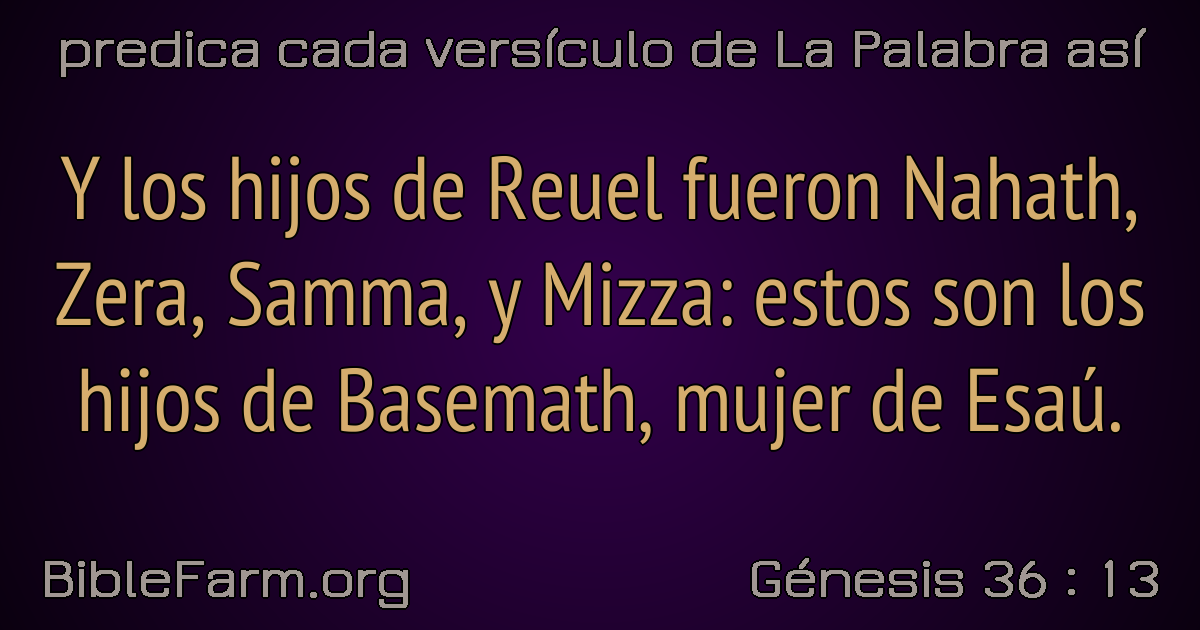 predica cada versículo de La Palabra así
Y los hijos de Reuel fueron Nahath,
Zera, Samma, y Mizza: estos son los
hijos de Basemath, mujer de Esaú.
BibleFarm.org
Génesis 36 : 13